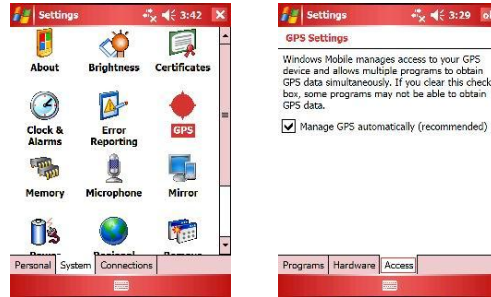 Settings 3:42
About Brightness Certificates
Clock & Error GPS
Alarms Reporting
Memory Microphone Mirror
Power Regional Remove
Personal System Connections
Settings 3:29
GPS Settings
Windows Mobile manages access to your GPS
device and allows multiple programs to obtain
GPS data simultaneously. If you clear this check
box, some programs may not be able to obtain
GPS data.
Manage GPS automatically (recommended)
Programs Hardware Access